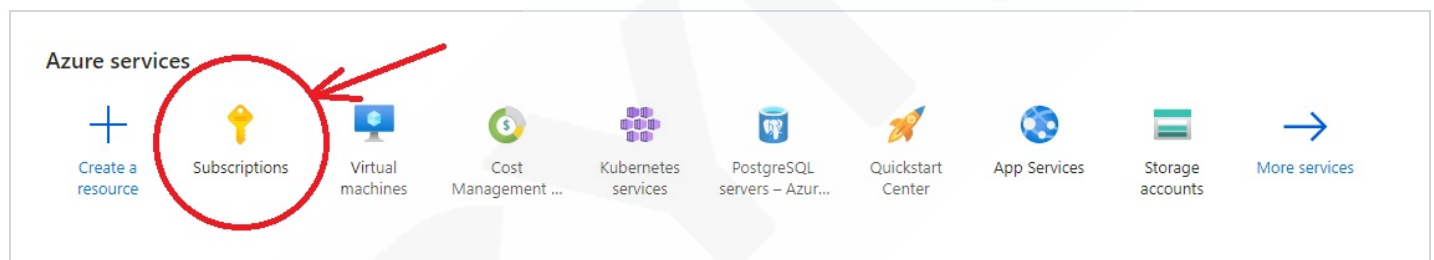 Azure services
Create a
resource
Subscriptions
Virtual
machines
Cost
Management ...
Kubernetes
services
PostgreSQL
servers – Azur...
Quickstart
Center
App Services
Storage
accounts
More services